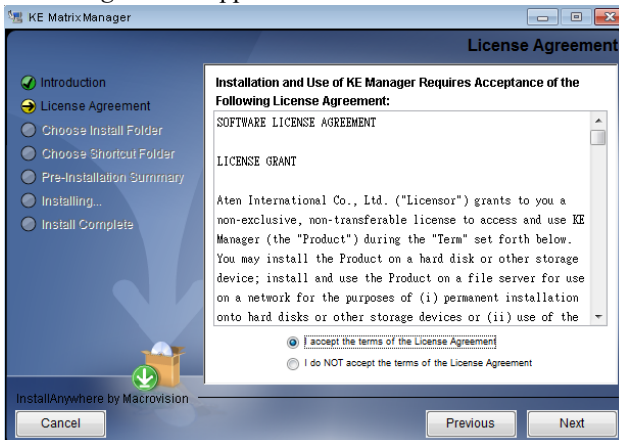 KE MatrixManager
License Agreement
Introduction
License Agreement
Choose Install Folder
Choose Shortcut Folder
Pre-Installation Summary
Installing...
Install Complete
Installation and Use of KE Manager Requires Acceptance of the
Following License Agreement:
SOFTWARE LICENSE AGREEMENT
LICENSE GRANT
Aten International Co., Ltd. ("Licensor") grants to you a
non-exclusive, non-transferable license to access and use KE
Manager (the "Product") during the "Term" set forth below.
You may install the Product on a hard disk or other storage
device; install and use the Product on a file server for use
on a network for the purposes of (i) permanent installation
onto hard disks or other storage devices or (ii) use of the
I accept the terms of the License Agreement
I do NOT accept the terms of the License Agreement
InstallAnywhere by Macrovision
Cancel
Previous
Next